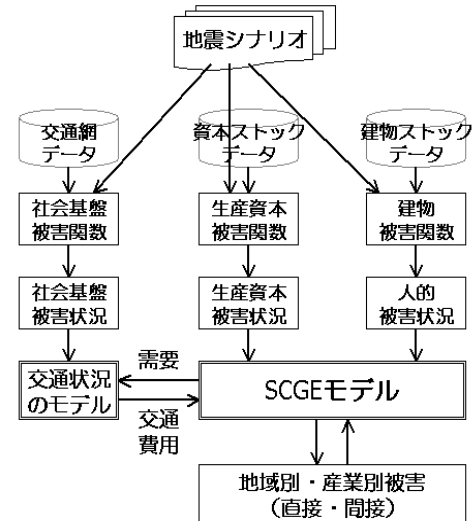 地震シナリオ
交通網
データ
資本ストック
データ
建物ストック
データ
社会基盤
被害関数
生産資本
被害関数
建物
被害関数
社会基盤
被害状況
生産資本
被害状況
人的
被害状況
交通状況
のモデル
需要
交通
費用
SCGEモデル
地域別・産業別被害
(直接・間接)